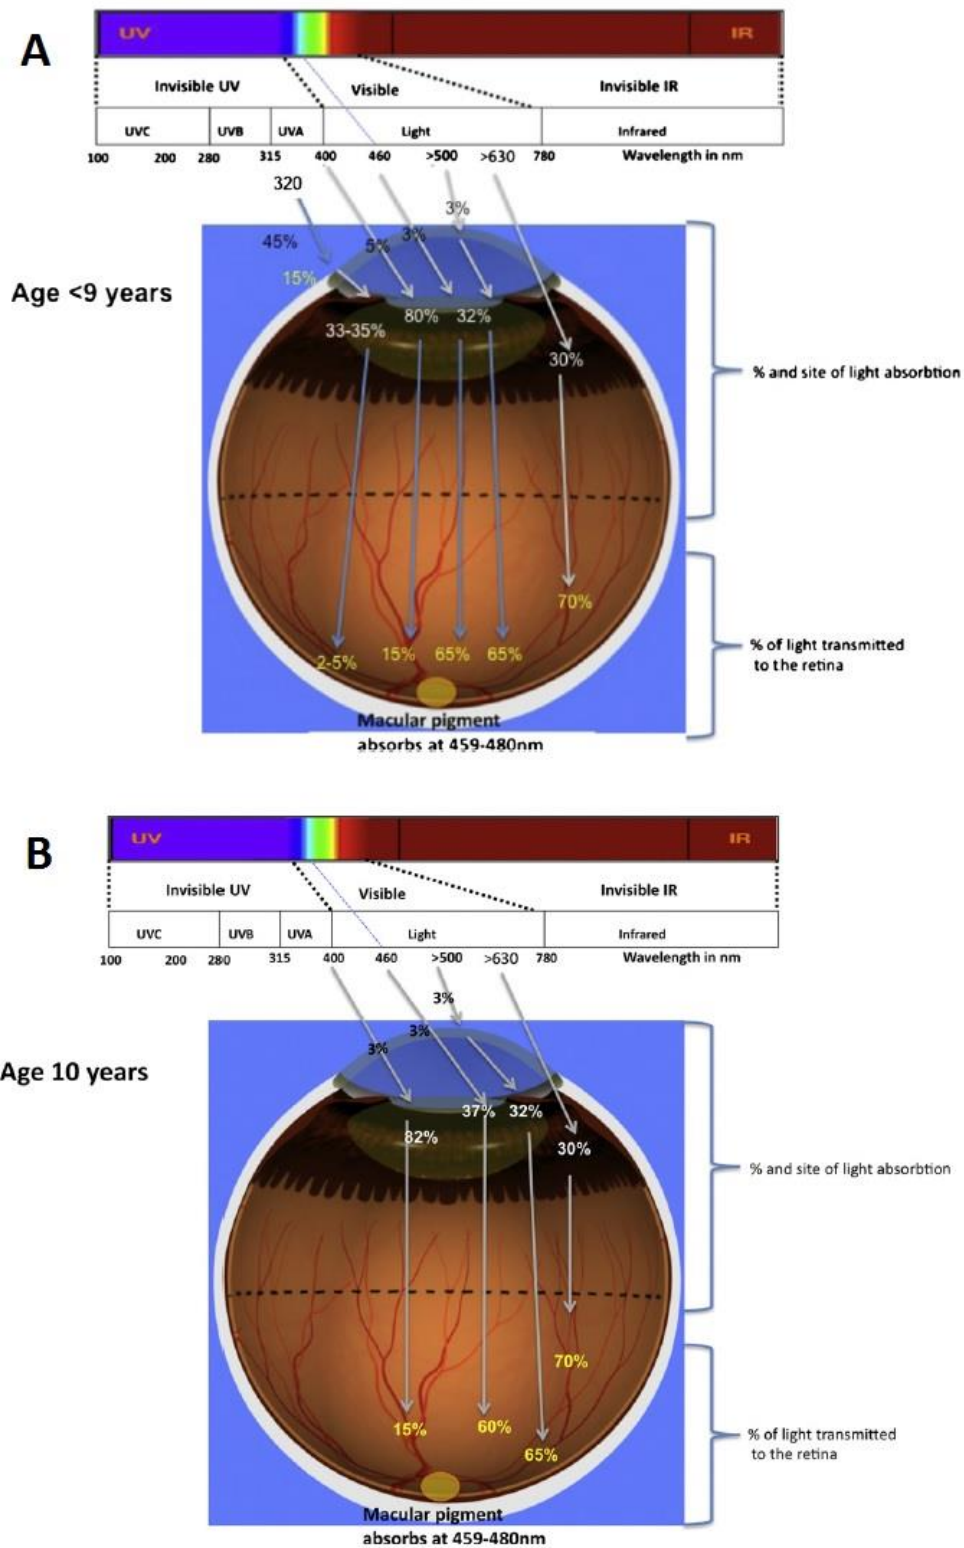 A
UV
IR
Invisible UV
Visible
Invisible IR
UVC
UVB
UVA
Light
Infrared
100
200
280
315
400
460
>500
>630
780
Wavelength in nm
320
3%
45%
5%
3%
15%
Age <9 years
80%
32%
33-35%
30%
% and site of light absorbtion
70%
2-5%
15%
65%
65%
% of light transmitted
to the retina
Macular pigment
absorbs at 459-480nm
B
UV
IR
Invisible UV
Visible
Invisible IR
UVC
UVB
UVA
Light
Infrared
100
200
280
315
400
460
>500
>630
780
Wavelength in nm
3%
3%
3%
Age 10 years
37%
32%
82%
30%
% and site of light absorbtion
70%
15%
60%
65%
% of light transmitted
to the retina
Macular pigment
absorbs at 459-480nm